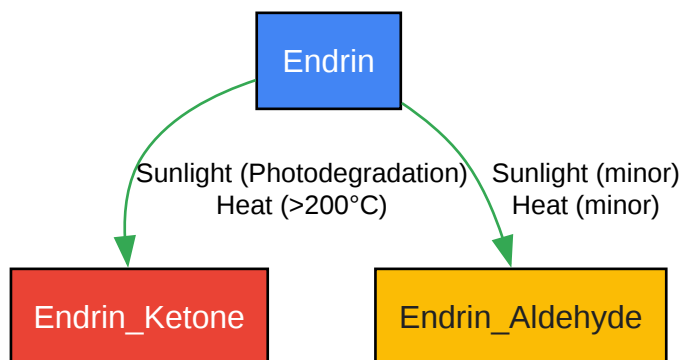 Endrin
Sunlight (Photodegradation)
Heat (>200°C)
Sunlight (minor)
Heat (minor)
Endrin_Ketone
Endrin_Aldehyde